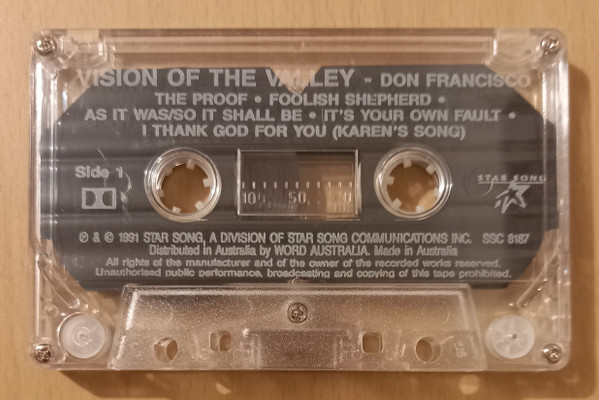 VISION OF THE VALLEY - DON FRANCISCO
THE PROOF • FOOLISH SHEPHERD •
AS IT WAS/SO IT SHALL BE • IT'S YOUR OWN FAULT •
I THANK GOD FOR YOU (KAREN'S SONG)
Side 1
STAR SONG
100 50 0
℗ & © 1991 STAR SONG, A DIVISION OF STAR SONG COMMUNICATIONS INC. SSC 8187
Distributed in Australia by WORD AUSTRALIA. Made in Australia
All rights of the manufacturer and of the owner of the recorded works reserved.
Unauthorised public performance, broadcasting and copying of this tape prohibited.